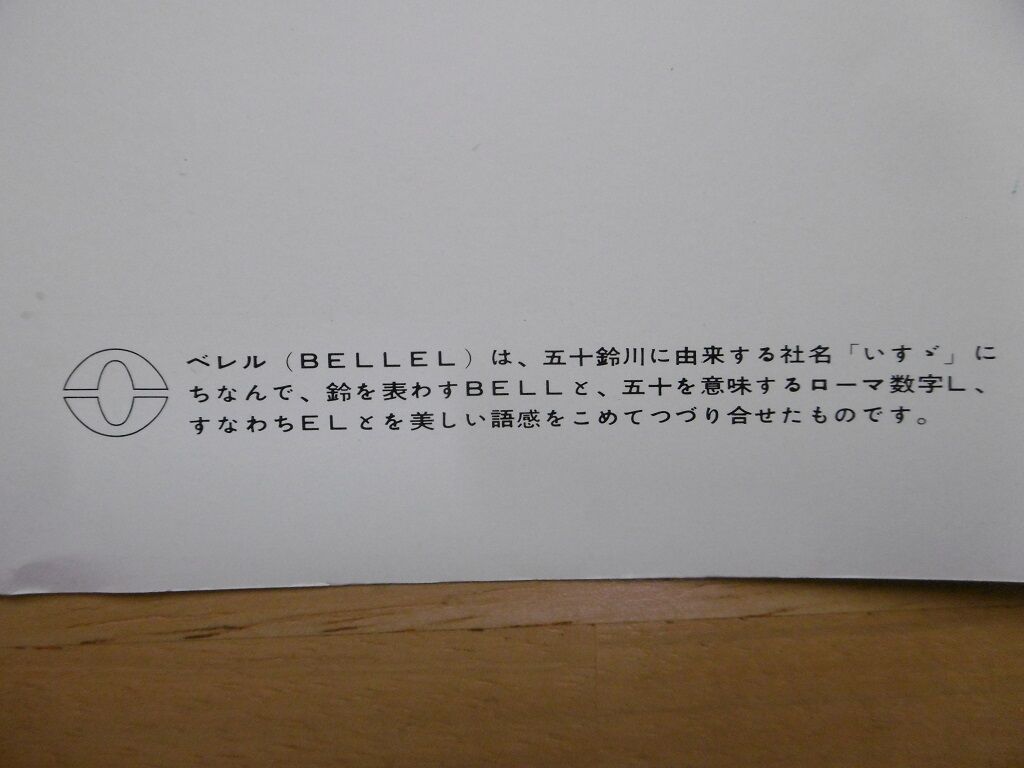 ベレル（BELLEL）は、五十鈴川に由来する社名「いすゞ」に
ちなんで、鈴を表わすBELLと、五十を意味するローマ数字L、
すなわちELとを美しい語感をこめてつづり合せたものです。